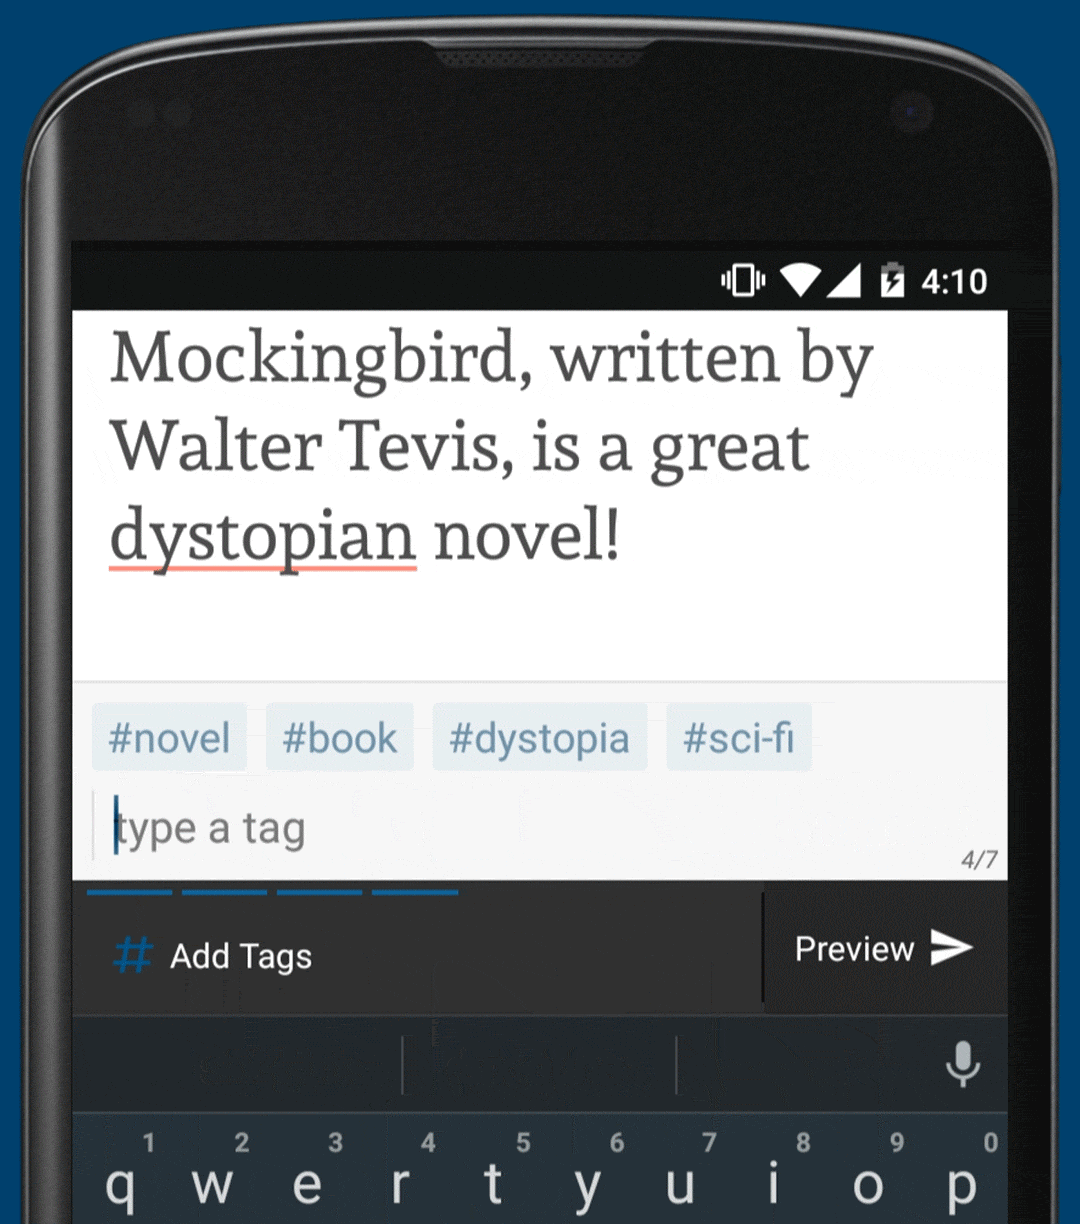 4:10
Mockingbird, written by
Walter Tevis, is a great
dystopian novel!
#novel #book #dystopia #sci-fi
type a tag
4/7
# Add Tags
Preview
1 2 3 4 5 6 7 8 9 0
q w e r t y u i o p